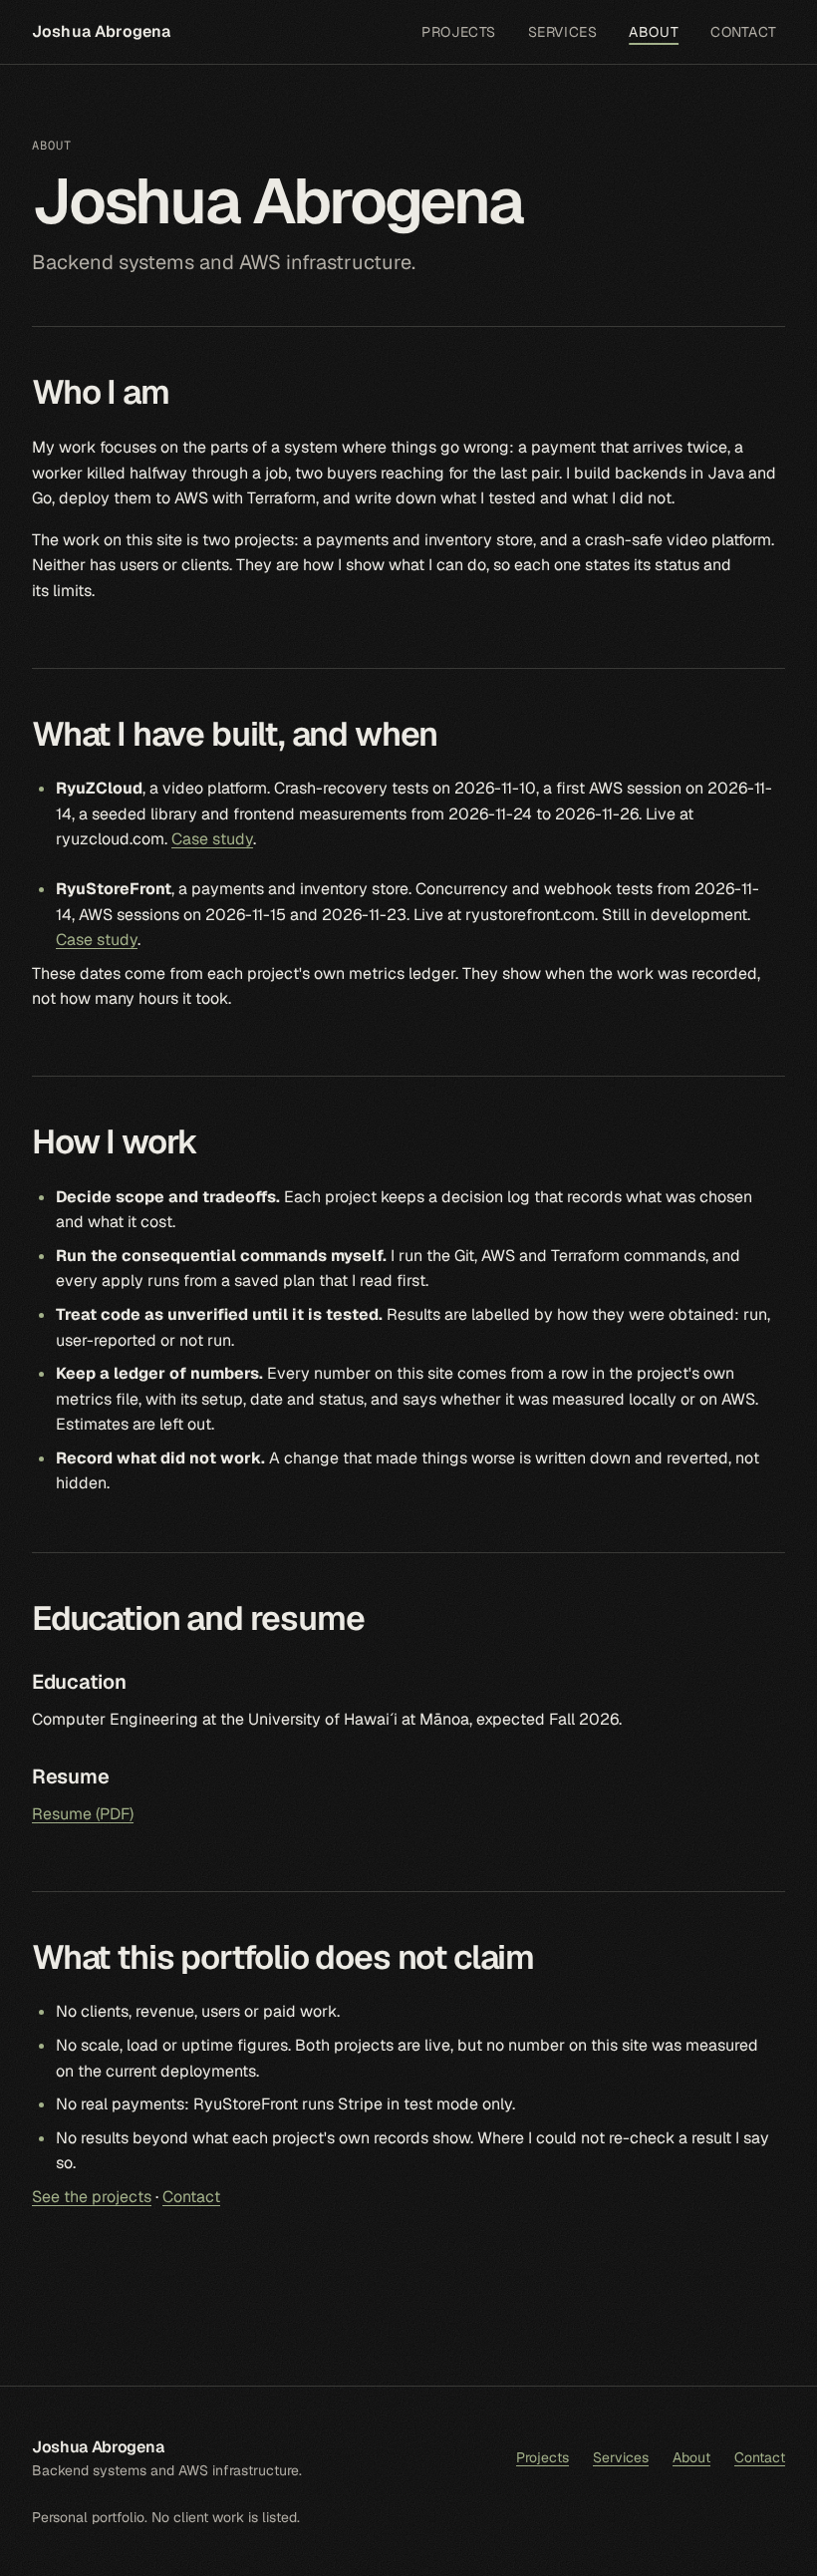 Joshua Abrogena
PROJECTS SERVICES ABOUT CONTACT
ABOUT
Joshua Abrogena
Backend systems and AWS infrastructure.
Who I am
My work focuses on the parts of a system where things go wrong: a payment that arrives twice, a
worker killed halfway through a job, two buyers reaching for the last pair. I build backends in Java and
Go, deploy them to AWS with Terraform, and write down what I tested and what I did not.
The work on this site is two projects: a payments and inventory store, and a crash-safe video platform.
Neither has users or clients. They are how I show what I can do, so each one states its status and
its limits.
What I have built, and when
• RyuZCloud, a video platform. Crash-recovery tests on 2026-11-10, a first AWS session on 2026-11-
14, a seeded library and frontend measurements from 2026-11-24 to 2026-11-26. Live at
ryuzcloud.com. Case study.
• RyuStoreFront, a payments and inventory store. Concurrency and webhook tests from 2026-11-
14, AWS sessions on 2026-11-15 and 2026-11-23. Live at ryustorefront.com. Still in development.
Case study.
These dates come from each project's own metrics ledger. They show when the work was recorded,
not how many hours it took.
How I work
• Decide scope and tradeoffs. Each project keeps a decision log that records what was chosen
and what it cost.
• Run the consequential commands myself. I run the Git, AWS and Terraform commands, and
every apply runs from a saved plan that I read first.
• Treat code as unverified until it is tested. Results are labelled by how they were obtained: run,
user-reported or not run.
• Keep a ledger of numbers. Every number on this site comes from a row in the project's own
metrics file, with its setup, date and status, and says whether it was measured locally or on AWS.
Estimates are left out.
• Record what did not work. A change that made things worse is written down and reverted, not
hidden.
Education and resume
Education
Computer Engineering at the University of Hawaiʻi at Mānoa, expected Fall 2026.
Resume
Resume (PDF)
What this portfolio does not claim
• No clients, revenue, users or paid work.
• No scale, load or uptime figures. Both projects are live, but no number on this site was measured
on the current deployments.
• No real payments: RyuStoreFront runs Stripe in test mode only.
• No results beyond what each project's own records show. Where I could not re-check a result I say
so.
See the projects · Contact
Joshua Abrogena
Backend systems and AWS infrastructure.
Projects Services About Contact
Personal portfolio. No client work is listed.